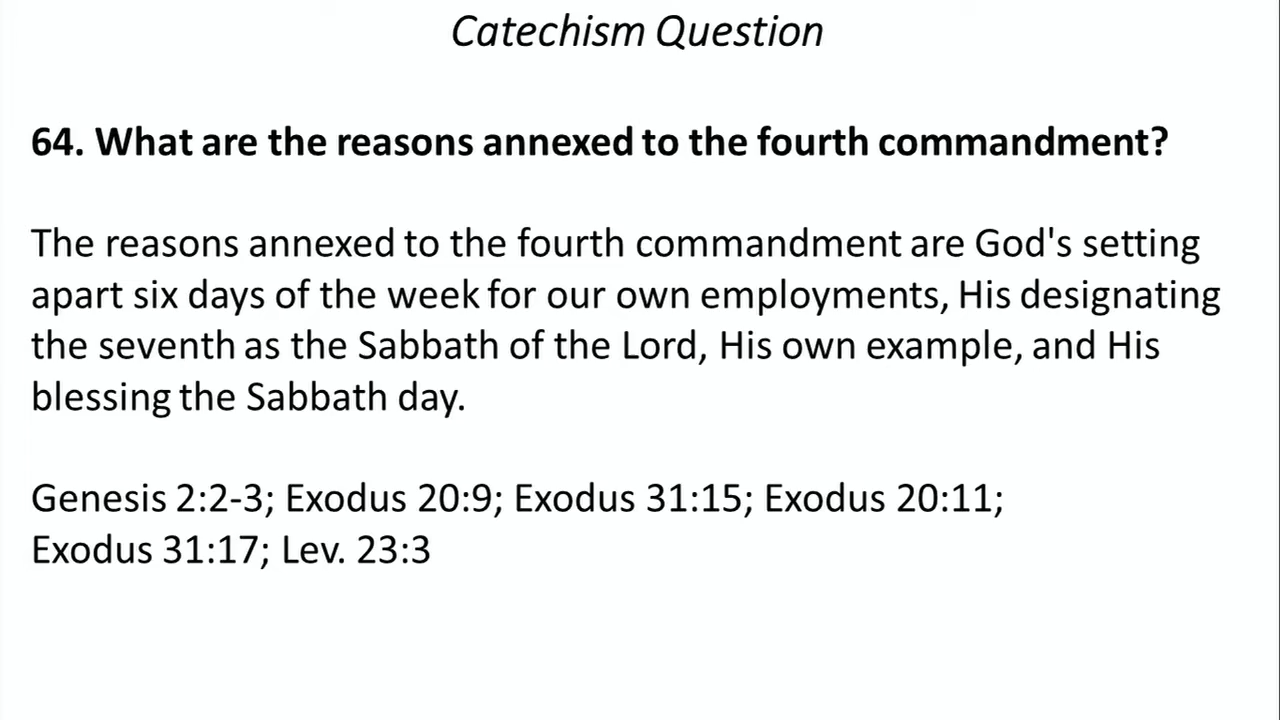 Catechism Question
64. What are the reasons annexed to the fourth commandment?
The reasons annexed to the fourth commandment are God's setting
apart six days of the week for our own employments, His designating
the seventh as the Sabbath of the Lord, His own example, and His
blessing the Sabbath day.
Genesis 2:2-3; Exodus 20:9; Exodus 31:15; Exodus 20:11;
Exodus 31:17; Lev. 23:3